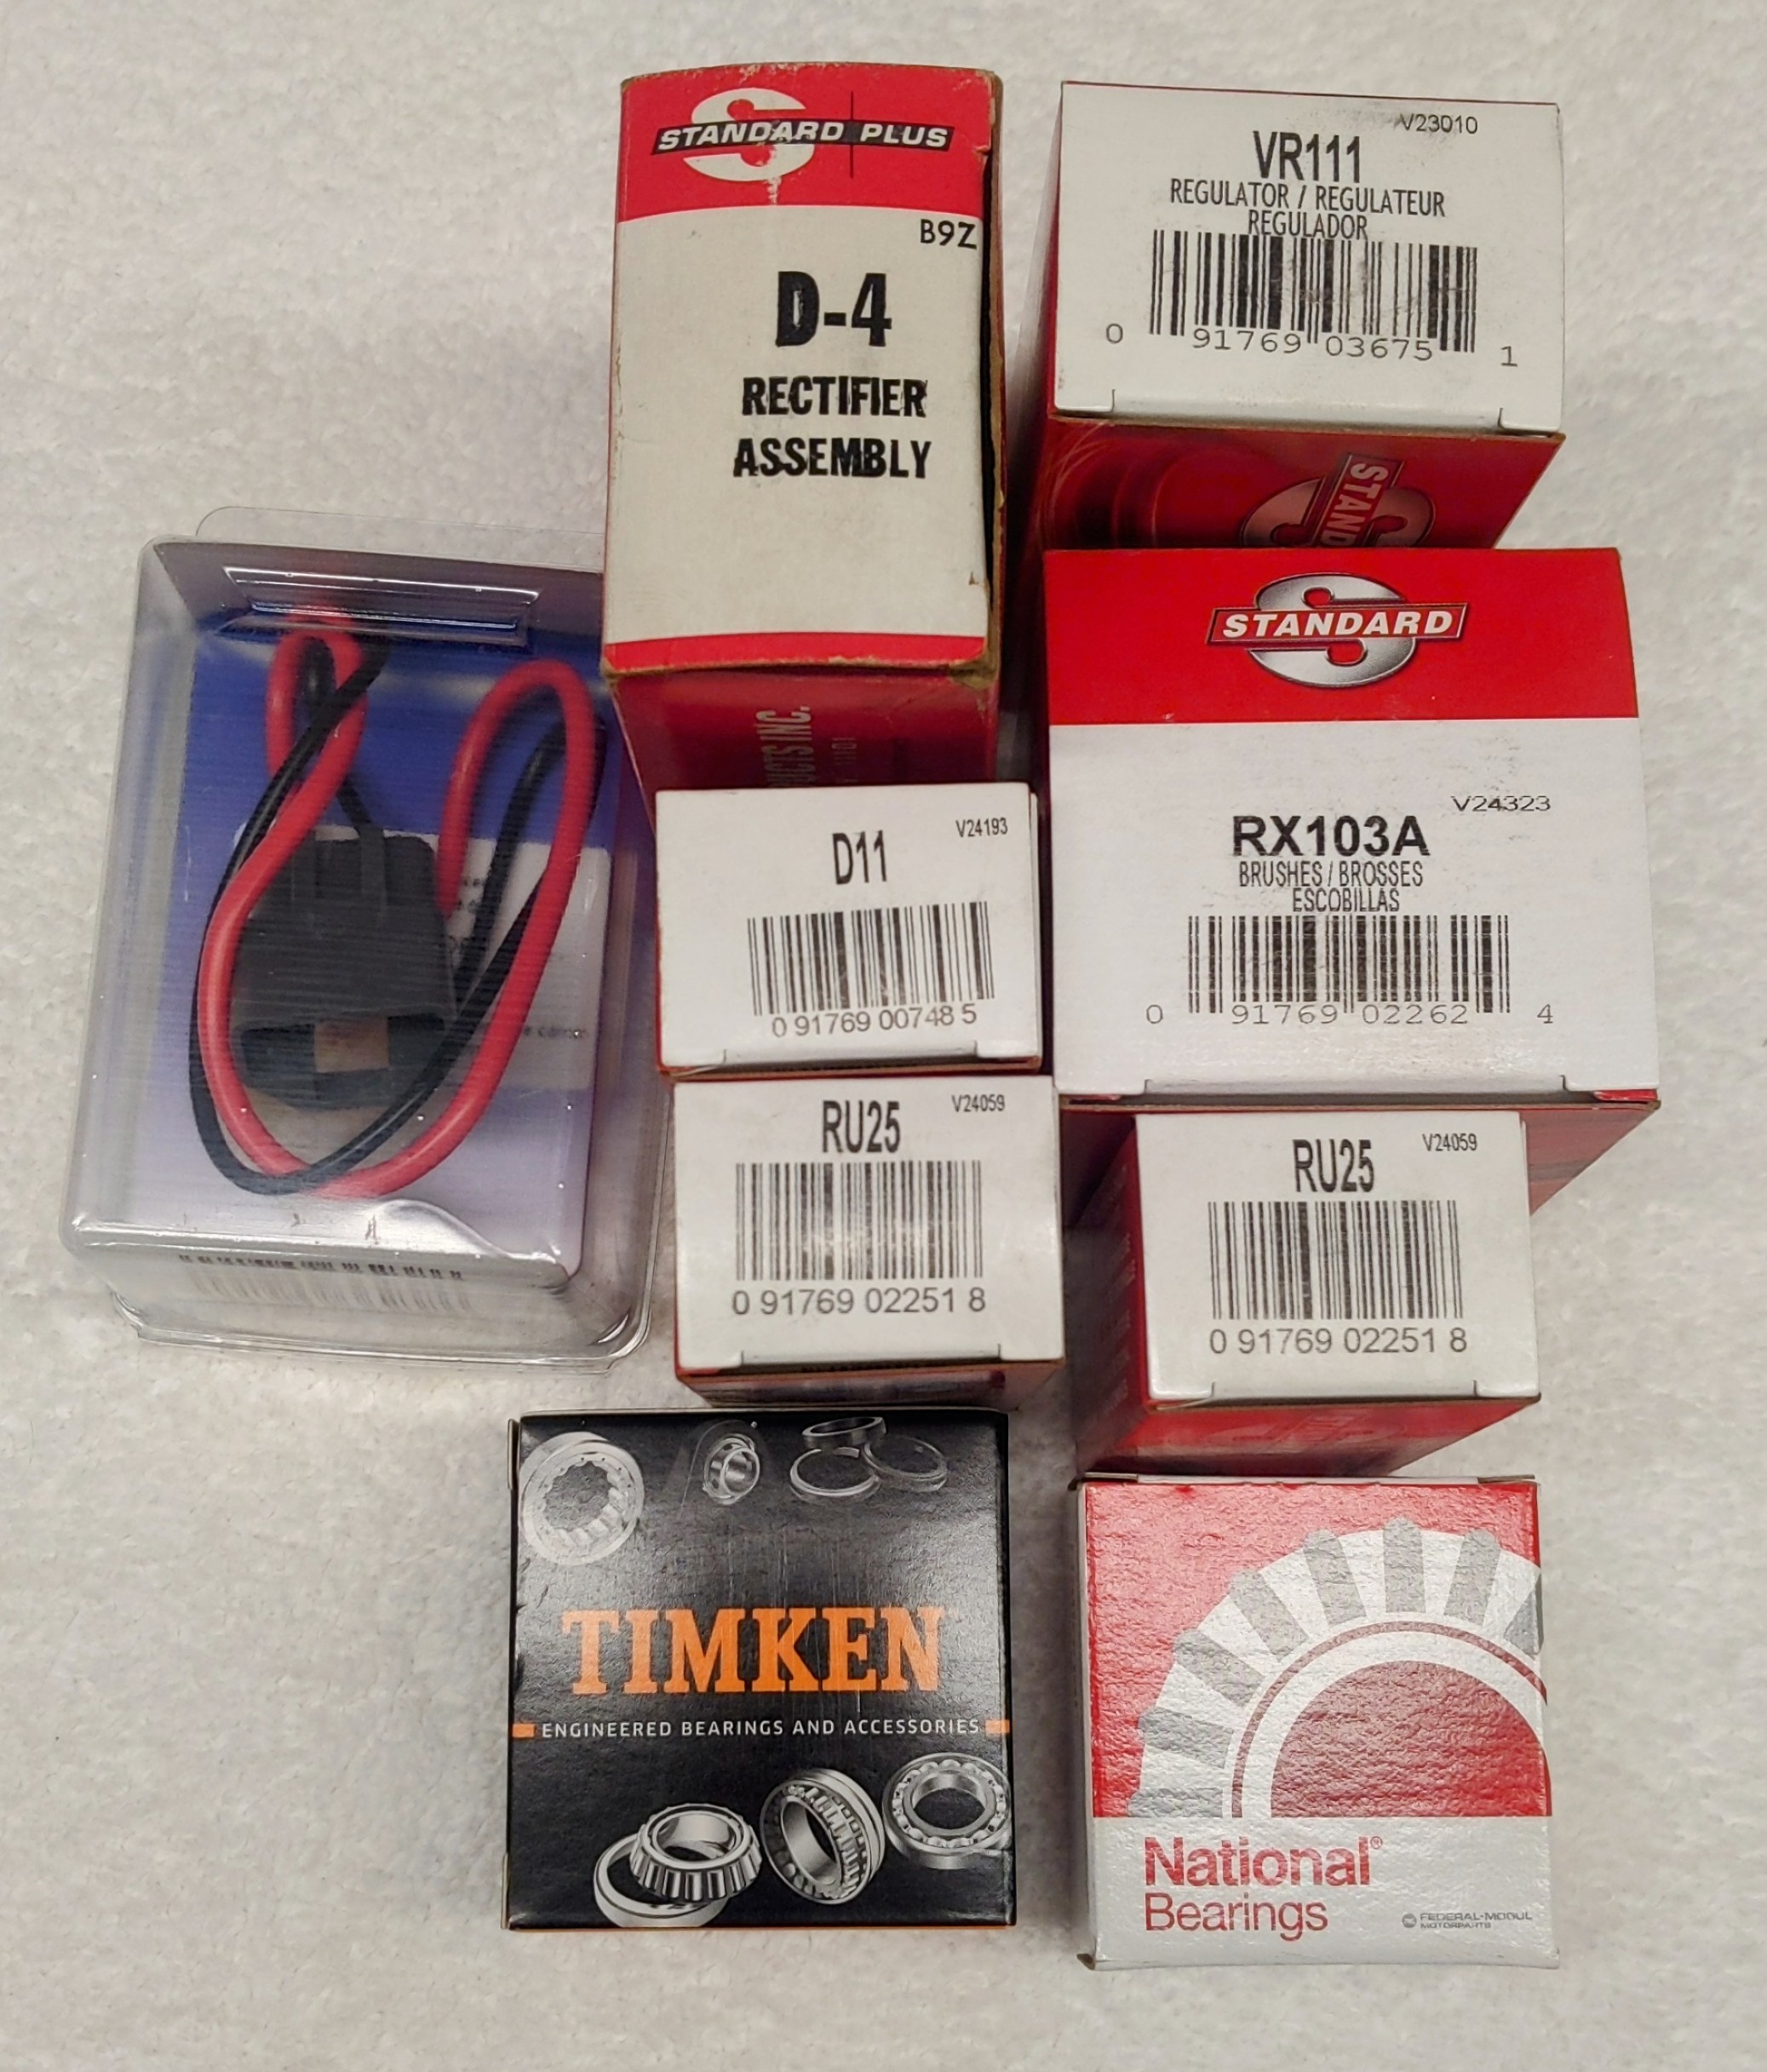 STANDARD PLUS
B9Z
D-4
RECTIFIER
ASSEMBLY
V23010
VR111
REGULATOR / REGULATEUR
REGULADOR
0 91769 03675 1
STANDARD
V24323
RX103A
BRUSHES / BROSSES
ESCOBILLAS
0 91769 02262 4
INC.
V24193
D11
0 91769 00748 5
RU25 V24059
0 91769 02251 8
RU25 V24059
0 91769 02251 8
TIMKEN
ENGINEERED BEARINGS AND ACCESSORIES
National®
Bearings
FEDERAL-MOGUL
MOTORPARTS